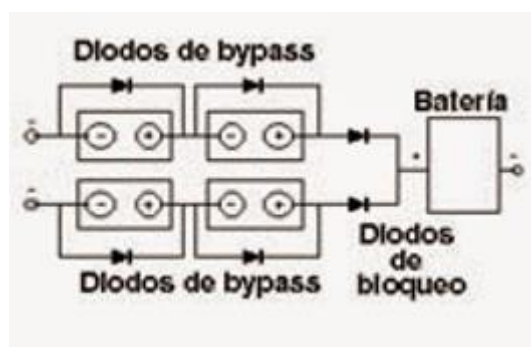 Diodos de bypass
Batería
- - + - +
+ -
- - + - +
Diodos de bypass
Diodos
de
bloqueo